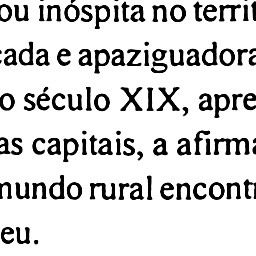 ou inóspita no territ
cada e apaziguadora
o século XIX, apre
as capitais, a afirma
mundo rural encontr
eu.